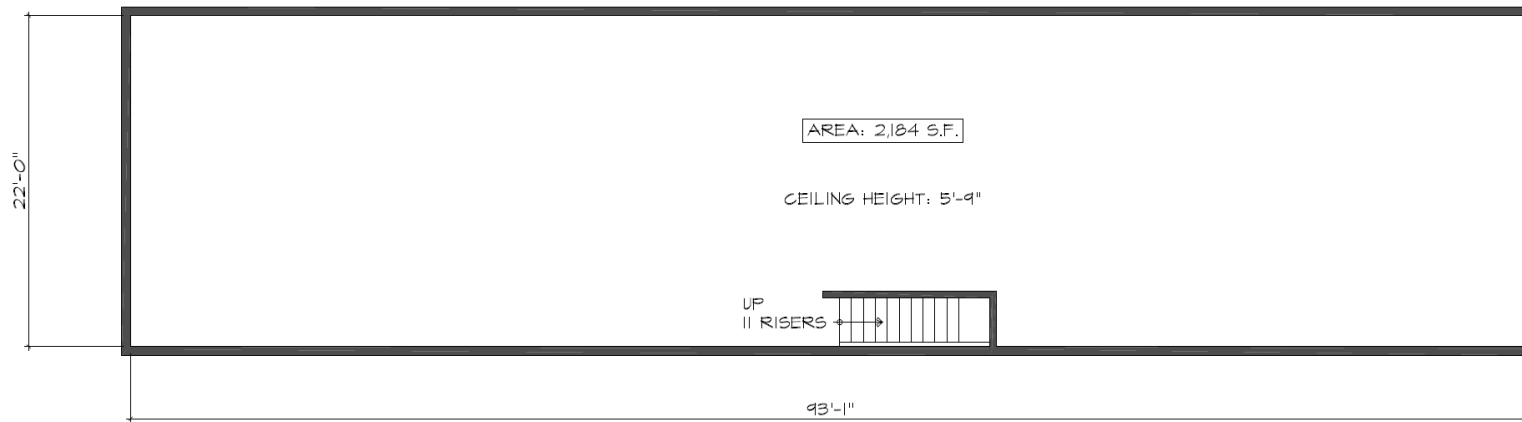 AREA: 2,184 S.F.
CEILING HEIGHT: 5'-9"
22'-0"
UP
11 RISERS
93'-1"